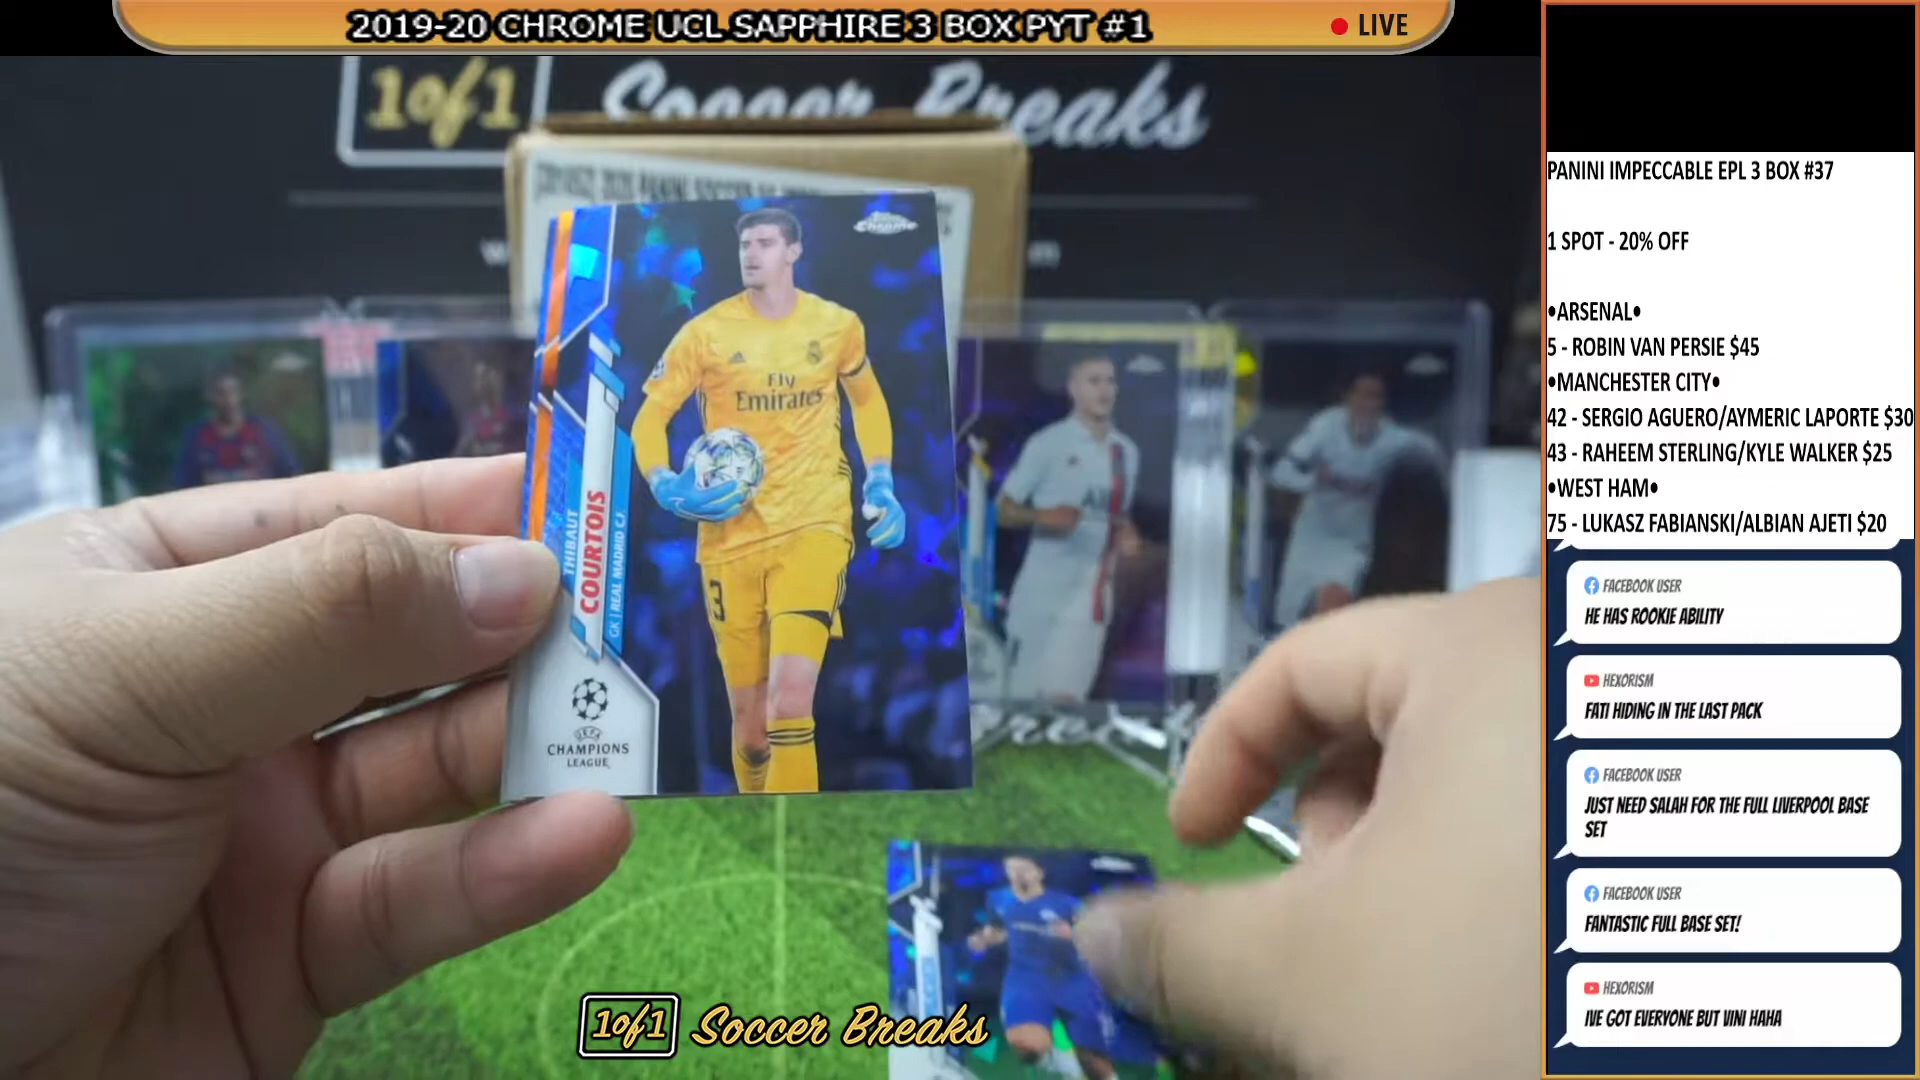 2019-20 CHROME UCL SAPPHIRE 3 BOX PYT #1
LIVE
1of1 Soccer Breaks
Chrome
Fly
Emirates
3
THIBAUT
COURTOIS
GK | REAL MADRID C.F.
UEFA
CHAMPIONS
LEAGUE
1of1 Soccer Breaks
PANINI IMPECCABLE EPL 3 BOX #37
1 SPOT - 20% OFF
•ARSENAL•
5 - ROBIN VAN PERSIE $45
•MANCHESTER CITY•
42 - SERGIO AGUERO/AYMERIC LAPORTE $30
43 - RAHEEM STERLING/KYLE WALKER $25
•WEST HAM•
75 - LUKASZ FABIANSKI/ALBIAN AJETI $20
FACEBOOK USER
HE HAS ROOKIE ABILITY
HEXORISM
FATI HIDING IN THE LAST PACK
FACEBOOK USER
JUST NEED SALAH FOR THE FULL LIVERPOOL BASE
SET
FACEBOOK USER
FANTASTIC FULL BASE SET!
HEXORISM
IVE GOT EVERYONE BUT VINI HAHA